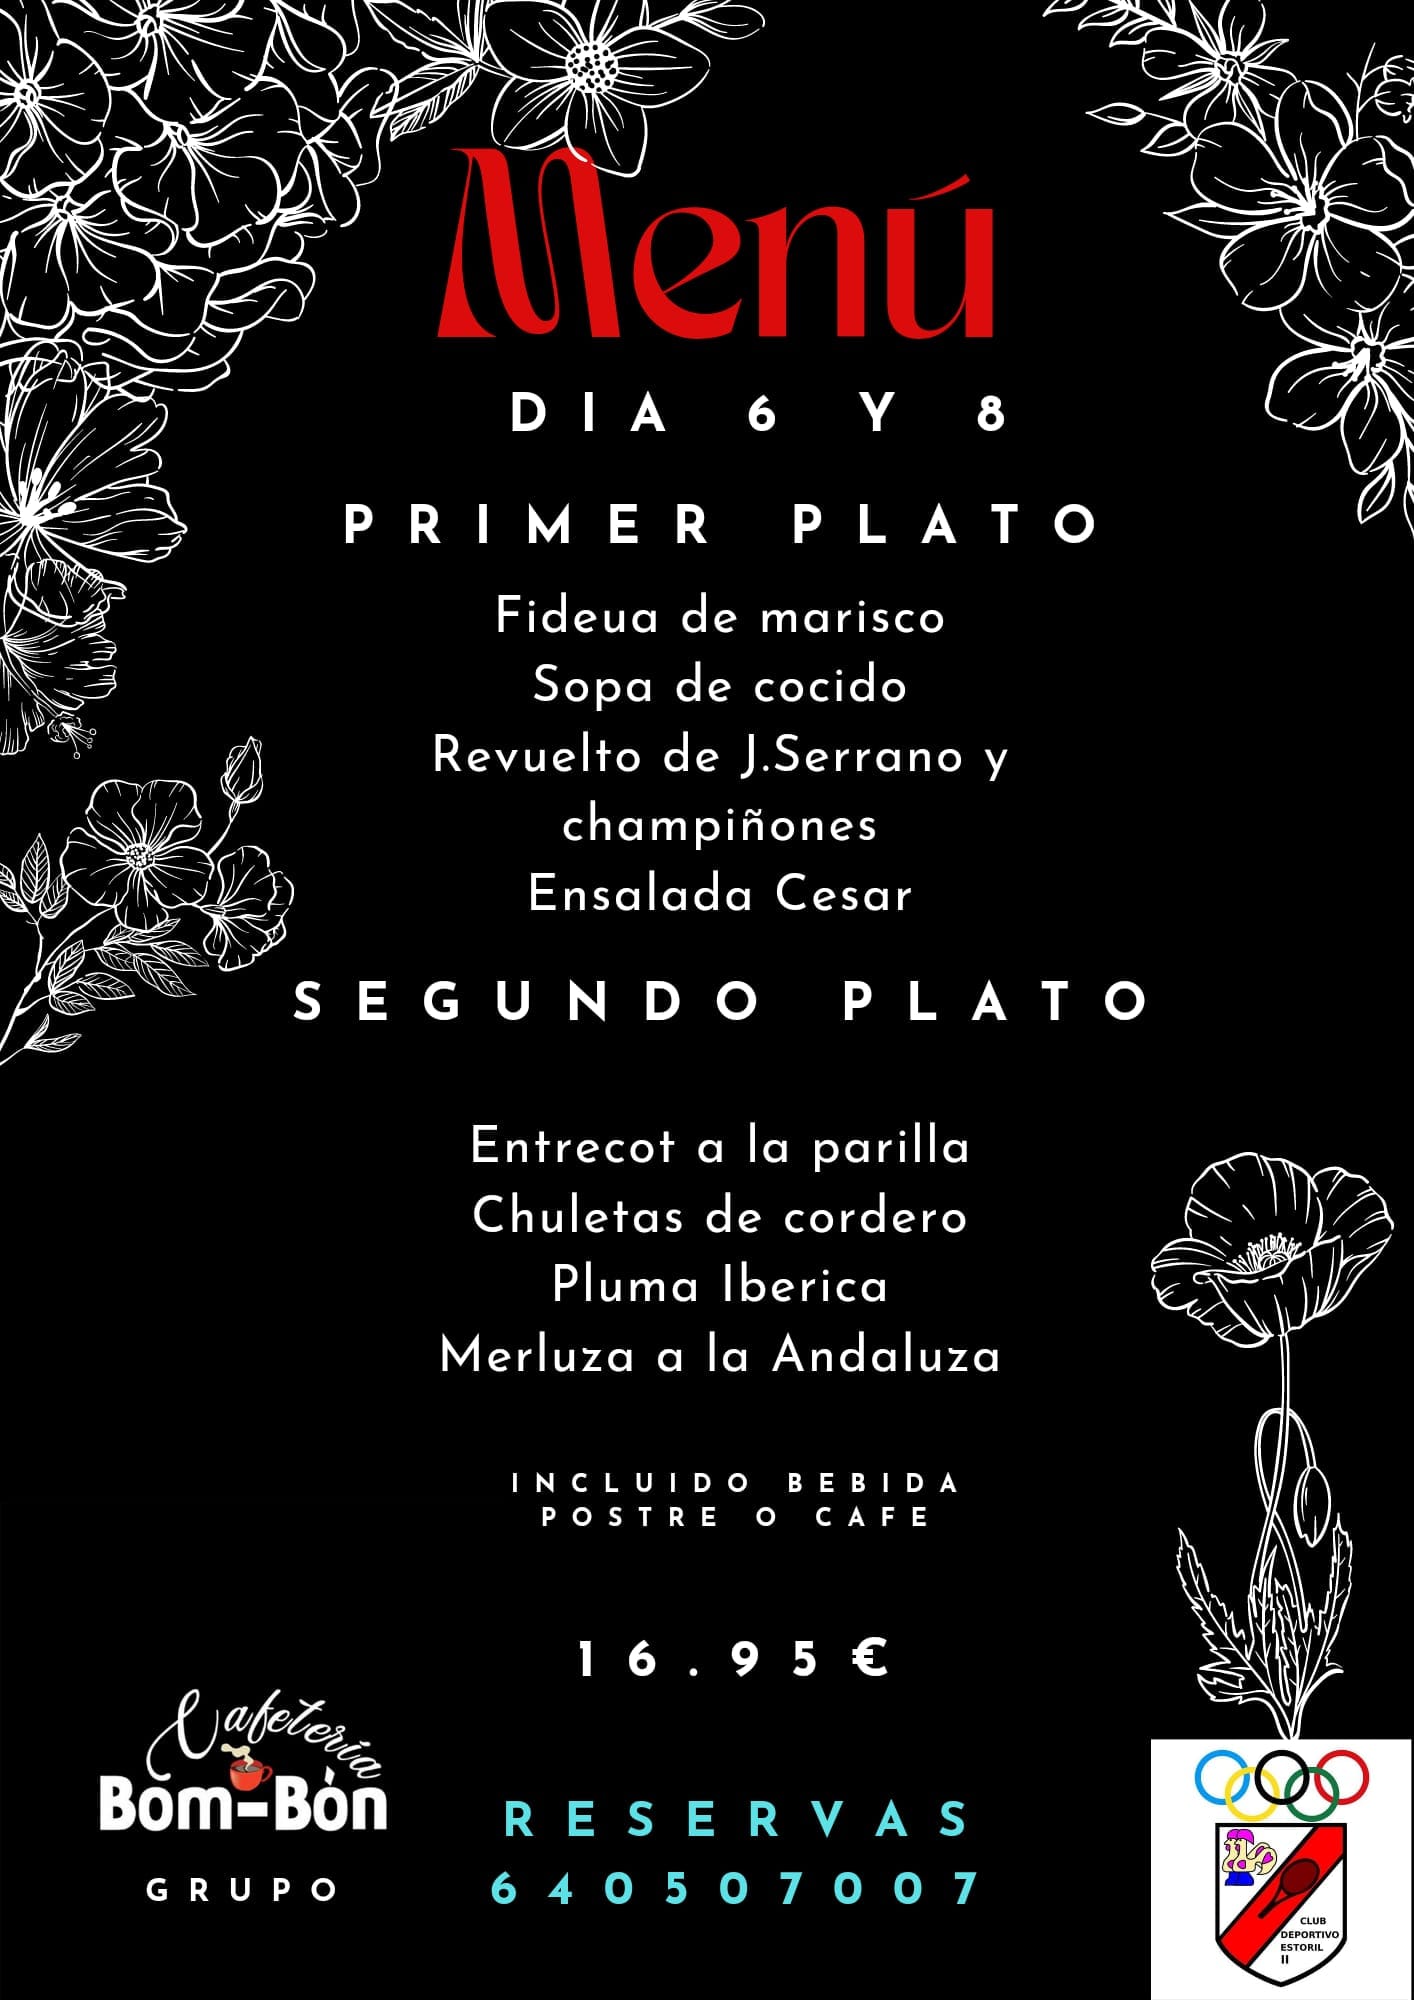 Menú
DIA 6 Y 8
PRIMER PLATO
Fideua de marisco
Sopa de cocido
Revuelto de J.Serrano y
champiñones
Ensalada Cesar
SEGUNDO PLATO
Entrecot a la parilla
Chuletas de cordero
Pluma Iberica
Merluza a la Andaluza
INCLUIDO BEBIDA
POSTRE O CAFE
16.95€
Cafetería
Bom-Bòn
GRUPO
RESERVAS
640507007
CLUB
DEPORTIVO
ESTORIL
II